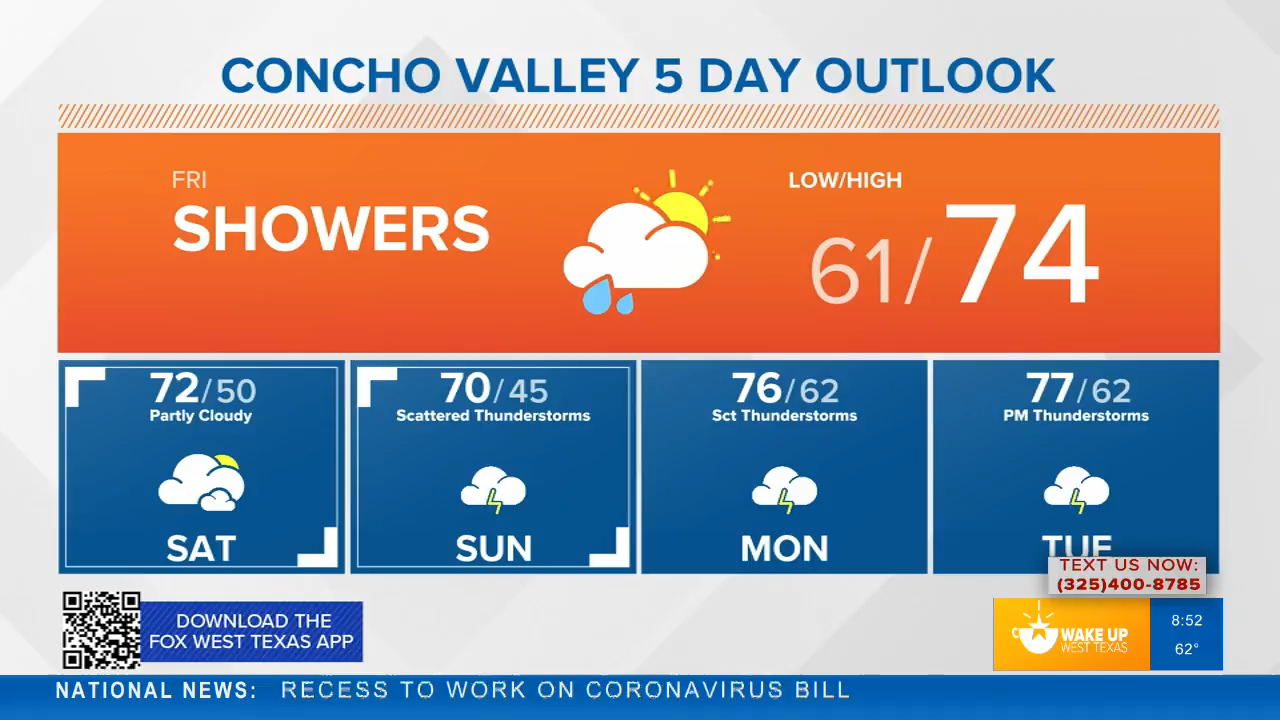 CONCHO VALLEY 5 DAY OUTLOOK
FRI
SHOWERS
LOW/HIGH
61/74
72/50
Partly Cloudy
SAT
70/45
Scattered Thunderstorms
SUN
76/62
Sct Thunderstorms
MON
77/62
PM Thunderstorms
TUE
TEXT US NOW:
(325)400-8785
DOWNLOAD THE
FOX WEST TEXAS APP
WAKE UP
WEST TEXAS
8:52
62°
NATIONAL NEWS: RECESS TO WORK ON CORONAVIRUS BILL